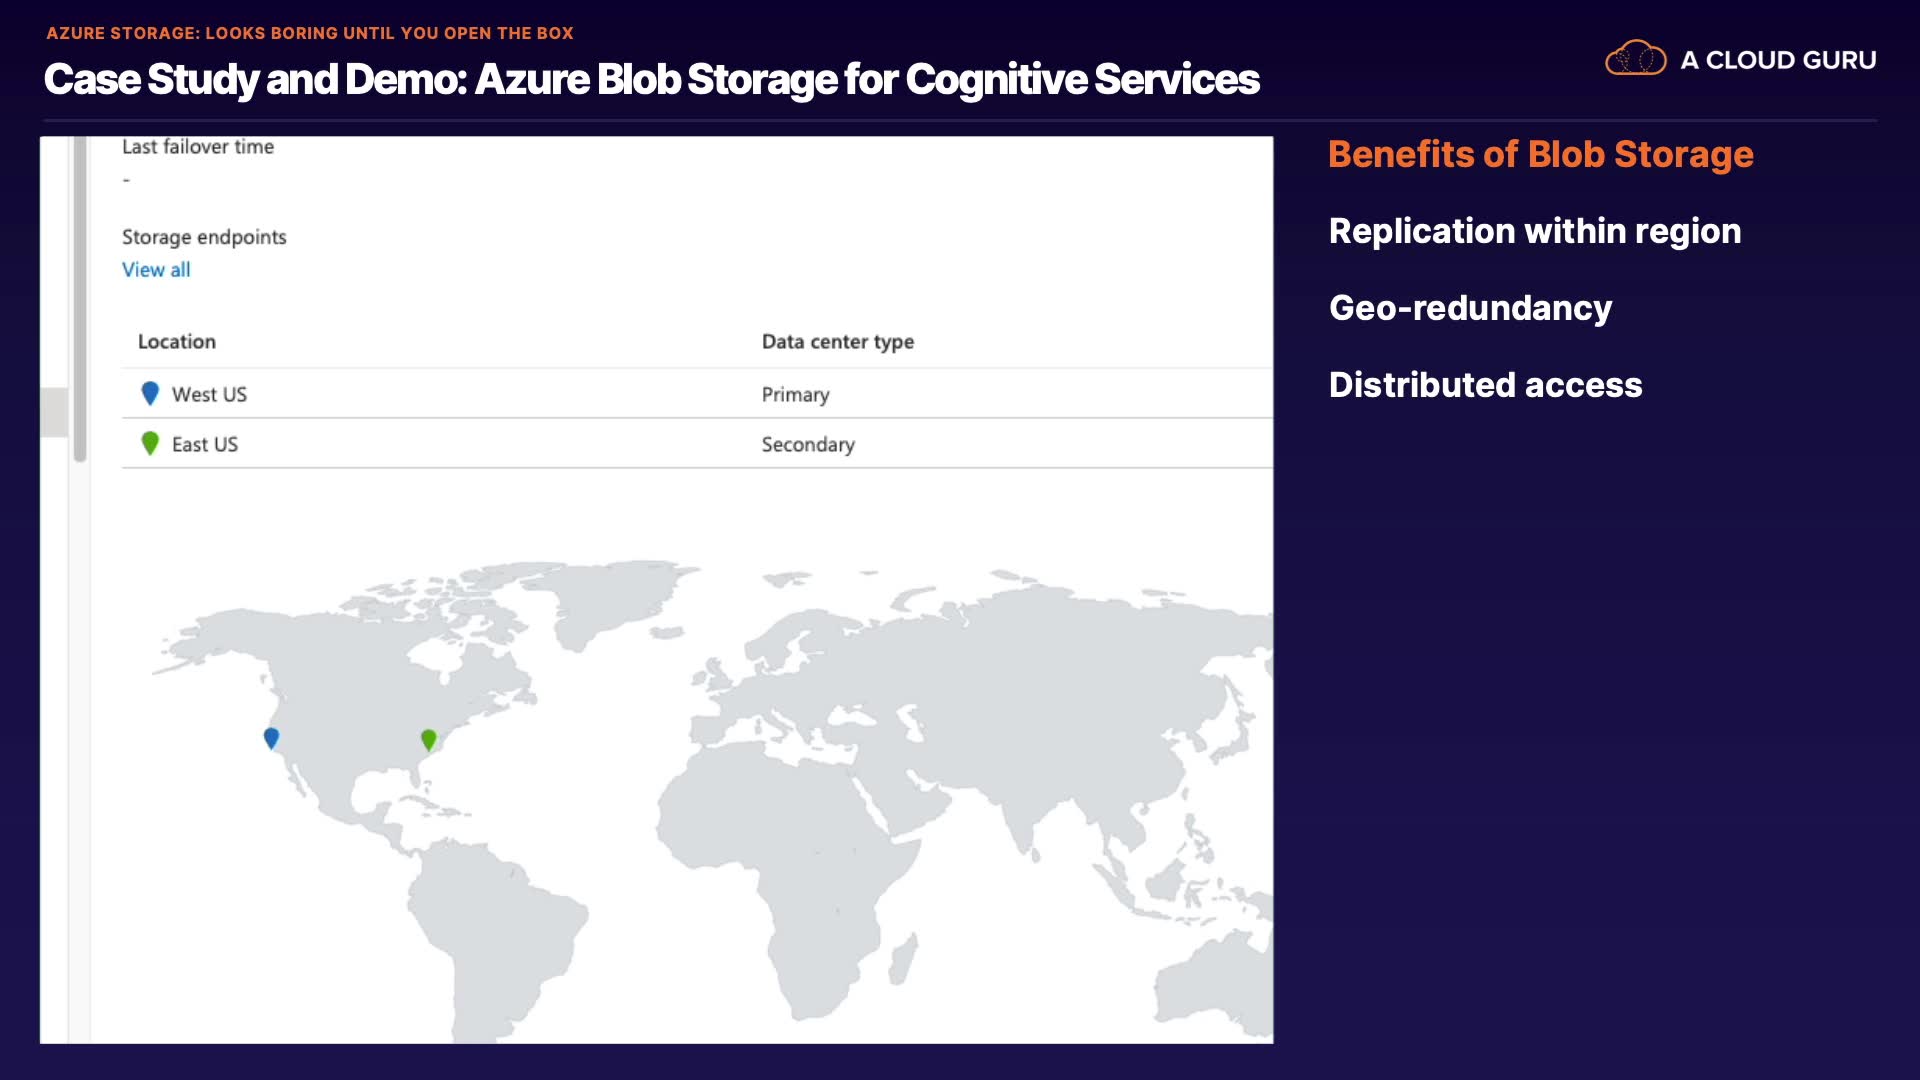 AZURE STORAGE: LOOKS BORING UNTIL YOU OPEN THE BOX
Case Study and Demo: Azure Blob Storage for Cognitive Services
A CLOUD GURU
Last failover time
-
Storage endpoints
View all
Location Data center type
West US Primary
East US Secondary
Benefits of Blob Storage
Replication within region
Geo-redundancy
Distributed access